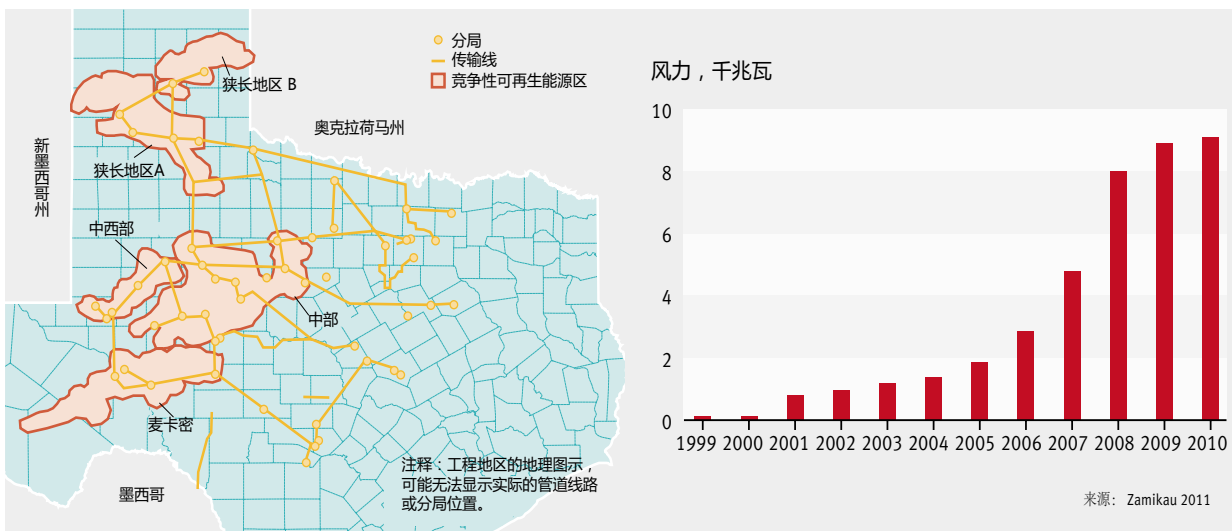 分局
传输线
竞争性可再生能源区
狭长地区 B
奥克拉荷马州
新墨西哥州
狭长地区A
中西部
中部
麦卡密
墨西哥
注释：工程地区的地理图示，
可能无法显示实际的管道线路
或分局位置。
风力，千兆瓦
10
8
6
4
2
0
1999 2000 2001 2002 2003 2004 2005 2006 2007 2008 2009 2010
来源: Zamikau 2011